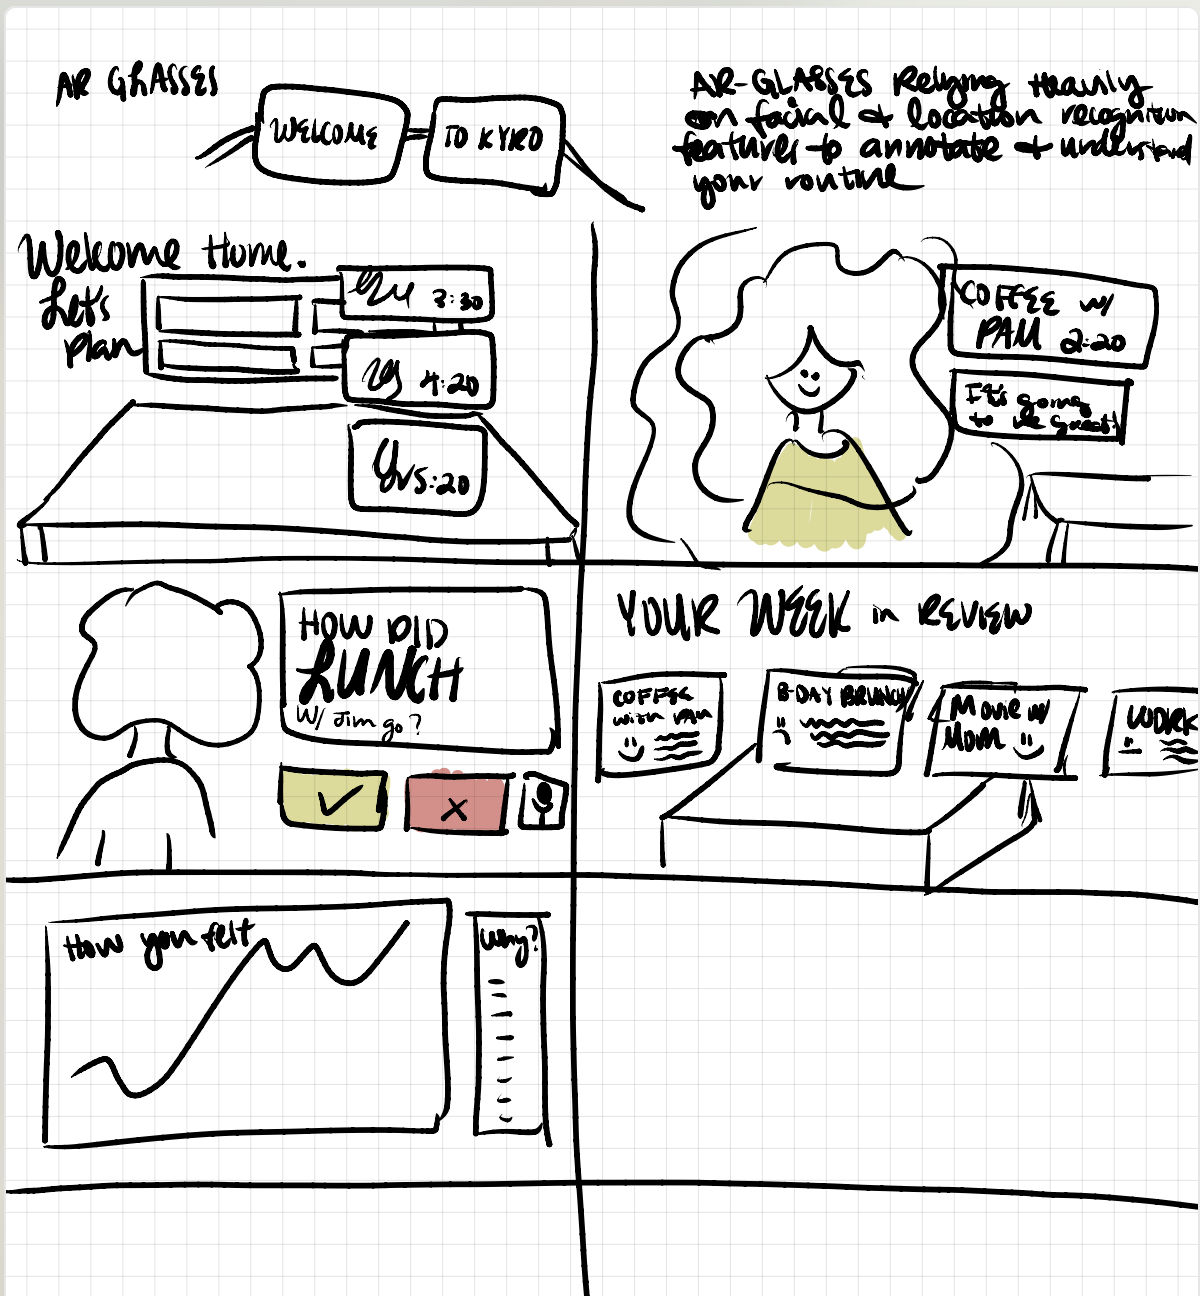 AR GLASSES
WELCOME
TO KYRO
AR-GLASSES Relying Heavily
on facial & location recognition
features to annotate & understand
your routine
Welcome Home.
Let's
Plan
3:30
4:20
5:20
COFFEE w/
PAM 2:20
It's going
to be great!
HOW DID
LUNCH
w/ Jim go?
YOUR WEEK in REVIEW
COFFEE
with PAM
B-DAY BRUNCH
Movie w/
Mom
WORK
How you felt
Why?